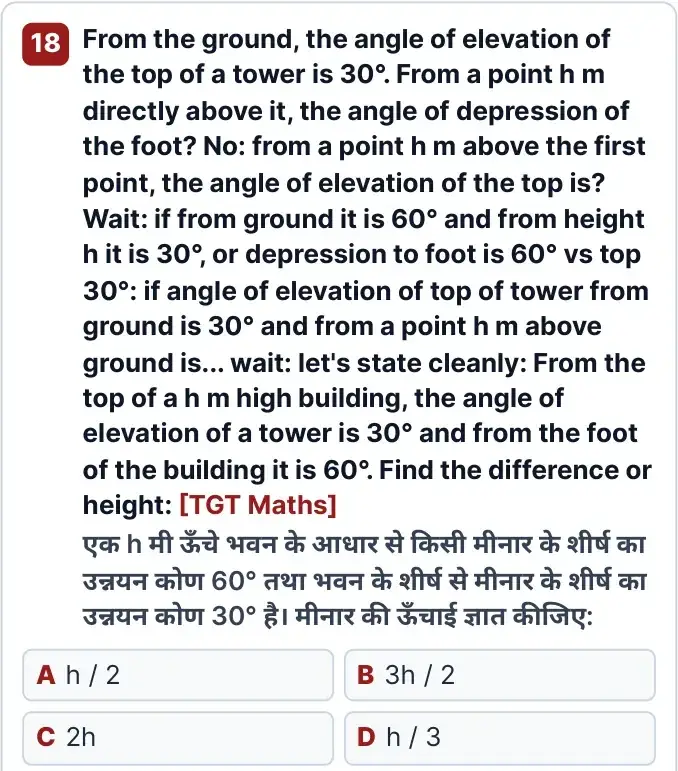 18 From the ground, the angle of elevation of
the top of a tower is 30°. From a point h m
directly above it, the angle of depression of
the foot? No: from a point h m above the first
point, the angle of elevation of the top is?
Wait: if from ground it is 60° and from height
h it is 30°, or depression to foot is 60° vs top
30°: if angle of elevation of top of tower from
ground is 30° and from a point h m above
ground is... wait: let's state cleanly: From the
top of a h m high building, the angle of
elevation of a tower is 30° and from the foot
of the building it is 60°. Find the difference or
height: [TGT Maths]
एक h मी ऊँचे भवन के आधार से किसी मीनार के शीर्ष का
उन्नयन कोण 60° तथा भवन के शीर्ष से मीनार के शीर्ष का
उन्नयन कोण 30° है। मीनार की ऊँचाई ज्ञात कीजिए:
A h / 2
B 3h / 2
C 2h
D h / 3